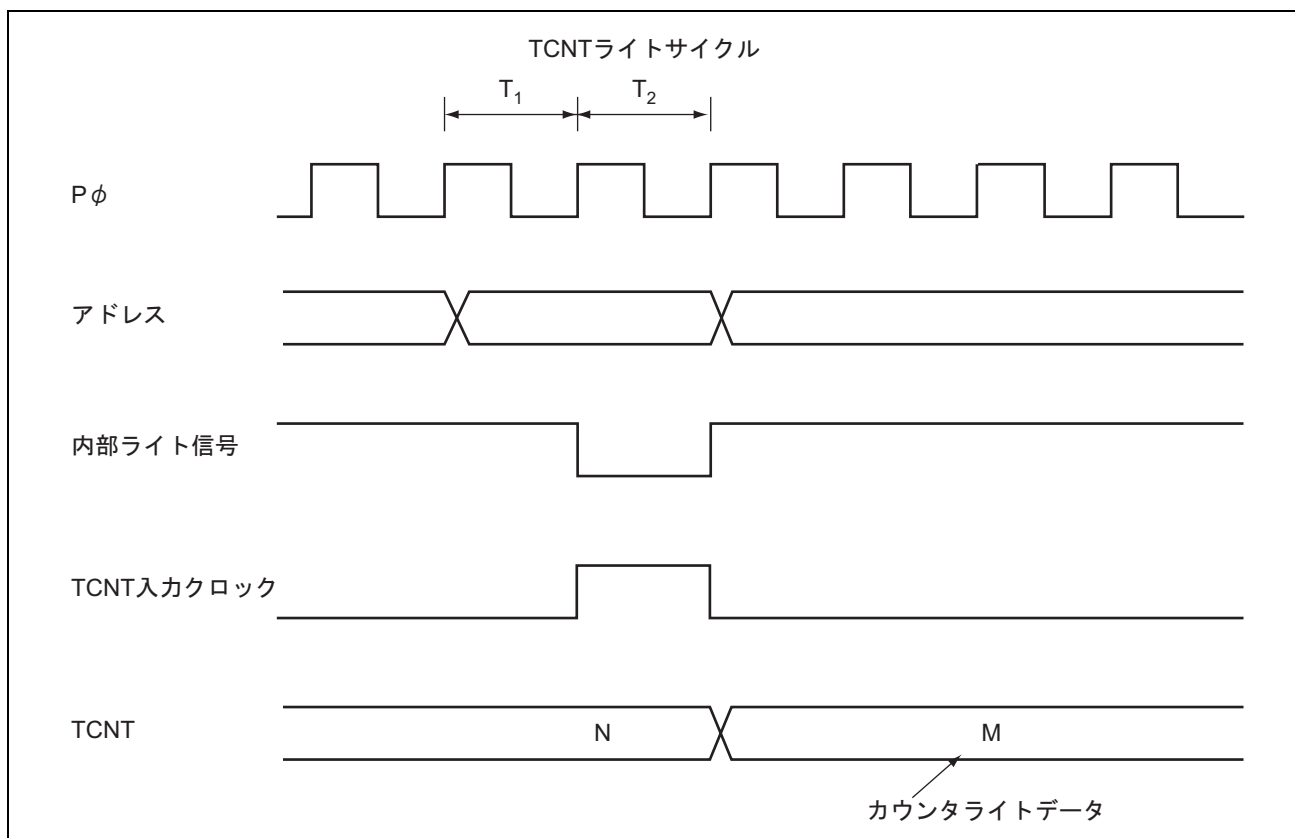 TCNTライトサイクル
T1 T2
Pφ
アドレス
内部ライト信号
TCNT入力クロック
TCNT N M
カウンタライトデータ